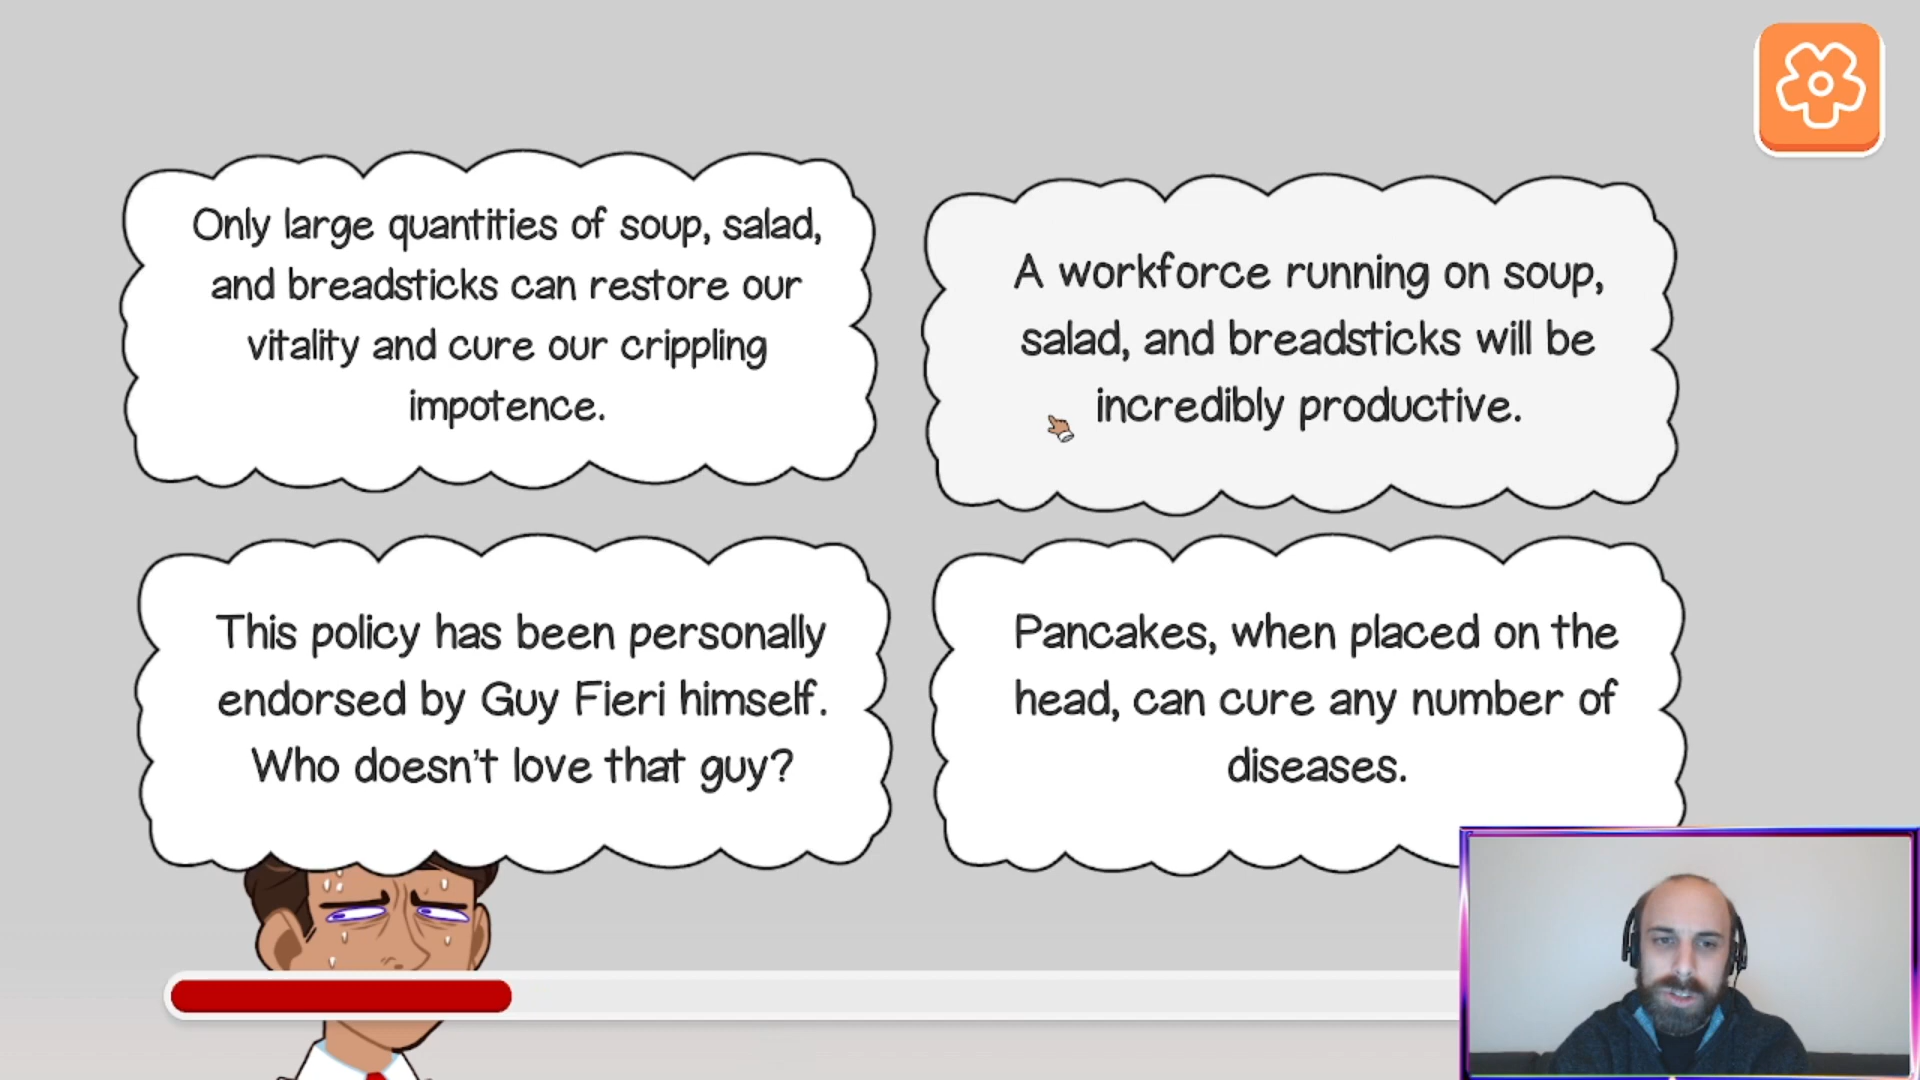 Only large quantities of soup, salad,
and breadsticks can restore our
vitality and cure our crippling
impotence.
A workforce running on soup,
salad, and breadsticks will be
incredibly productive.
This policy has been personally
endorsed by Guy Fieri himself.
Who doesn't love that guy?
Pancakes, when placed on the
head, can cure any number of
diseases.